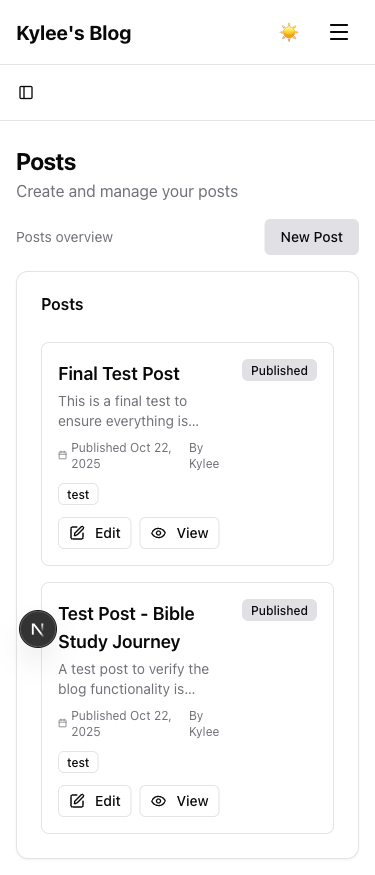 Kylee's Blog
Posts
Create and manage your posts
Posts overview
New Post
Posts
Final Test Post
Published
This is a final test to
ensure everything is...
Published Oct 22,
2025
By
Kylee
test
Edit
View
Test Post - Bible
Study Journey
Published
A test post to verify the
blog functionality is...
Published Oct 22,
2025
By
Kylee
test
Edit
View
N